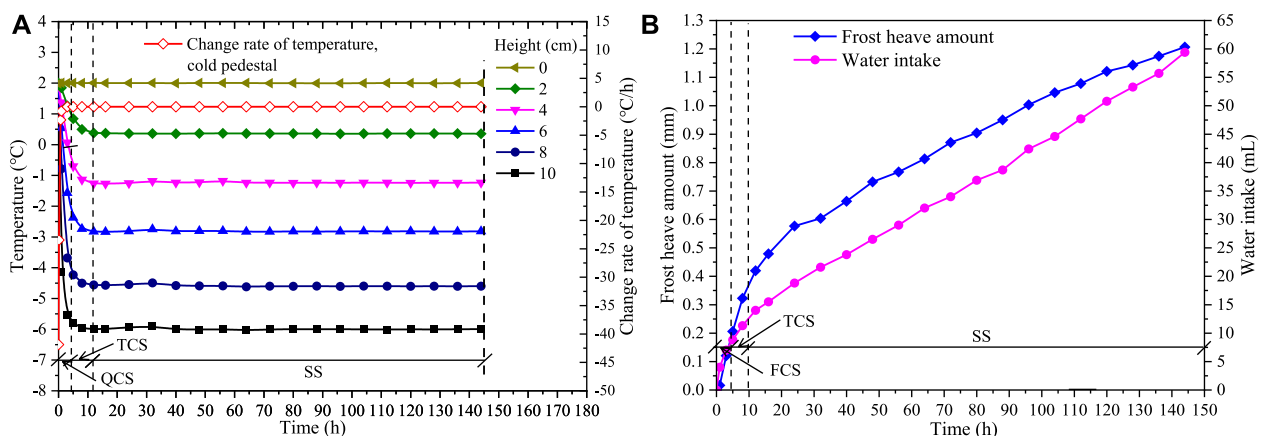 A
Change rate of temperature,
cold pedestal
Height (cm)
0
2
4
6
8
10
Temperature (°C)
4
3
2
1
0
-1
-2
-3
-4
-5
-6
-7
-8
Change rate of temperature (°C/h)
15
10
5
0
-5
-10
-15
-20
-25
-30
-35
-40
-45
-50
TCS
QCS
SS
0 10 20 30 40 50 60 70 80 90 100 110 120 130 140 150 160 170 180
Time (h)
B
Frost heave amount
Water intake
Frost heave amount (mm)
1.3
1.2
1.1
1.0
0.9
0.8
0.7
0.6
0.5
0.4
0.3
0.2
0.1
0.0
Water intake (mL)
65
60
55
50
45
40
35
30
25
20
15
10
5
0
TCS
FCS
SS
0 10 20 30 40 50 60 70 80 90 100 110 120 130 140 150
Time (h)